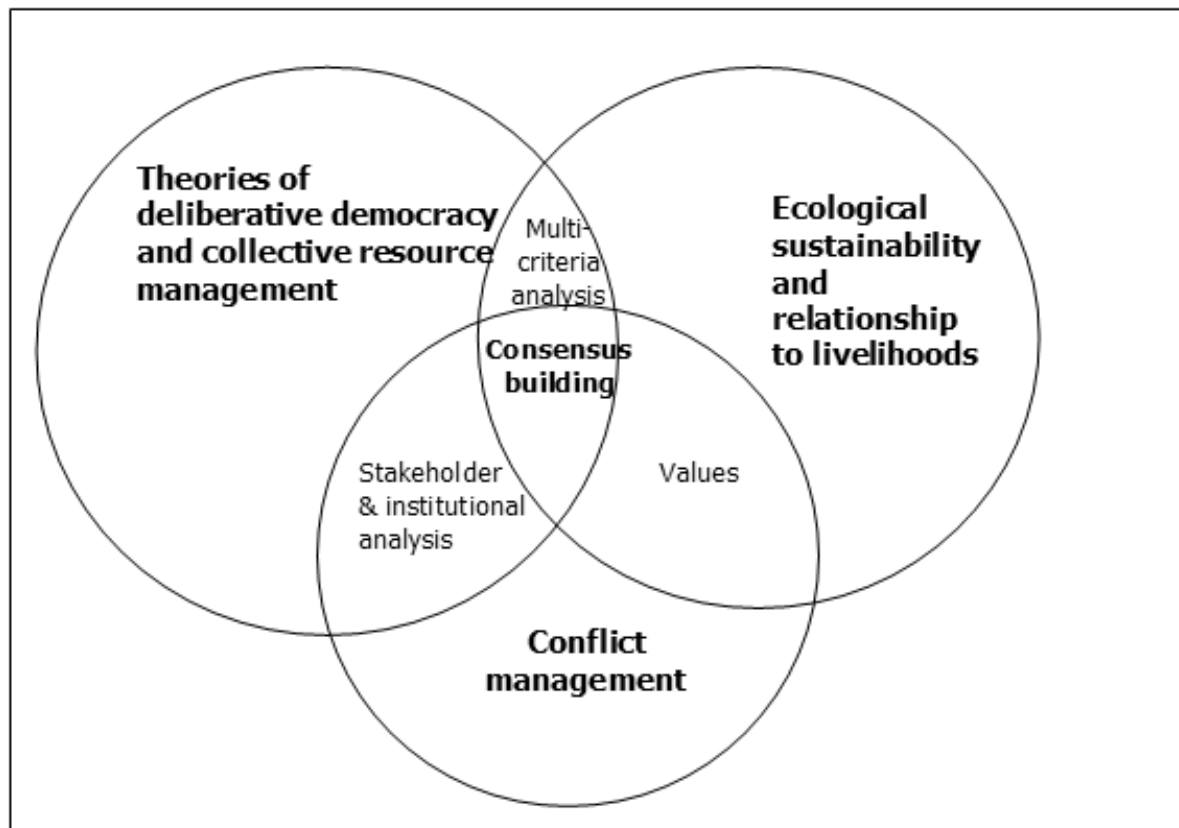 Theories of
deliberative democracy
and collective resource
management
Multi-
criteria
analysis
Ecological
sustainability
and
relationship
to livelihoods
Consensus
building
Stakeholder
& institutional
analysis
Values
Conflict
management